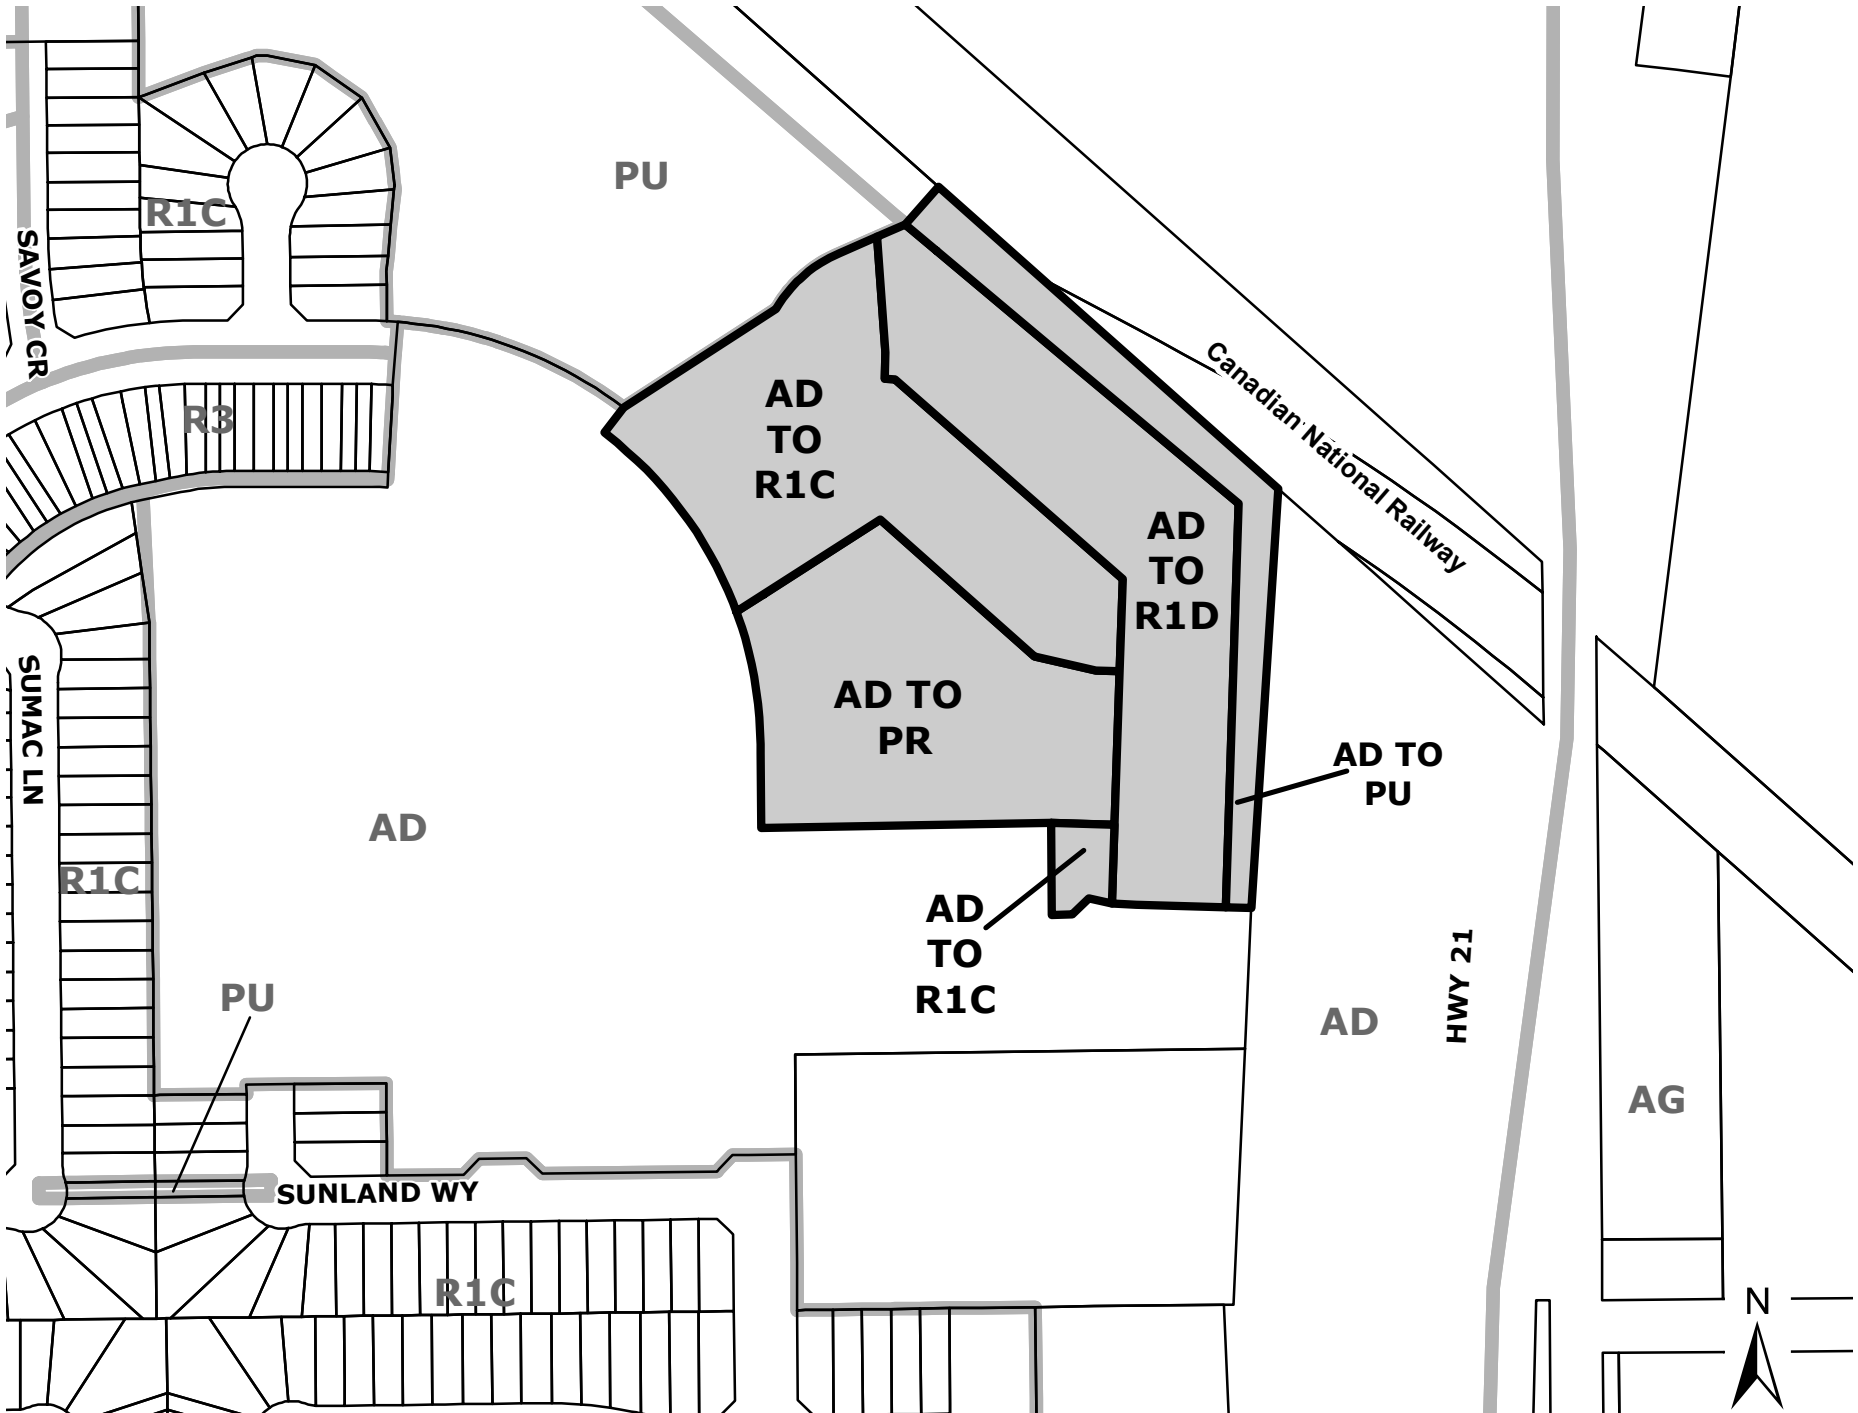 PU
R1C
SAVOY CR
Canadian National Railway
AD
TO
R1C
R3
AD
TO
R1D
SUMAC LN
AD TO
PR
AD TO
PU
AD
R1C
AD
TO
R1C
HWY 21
PU
AD
AG
SUNLAND WY
R1C
N